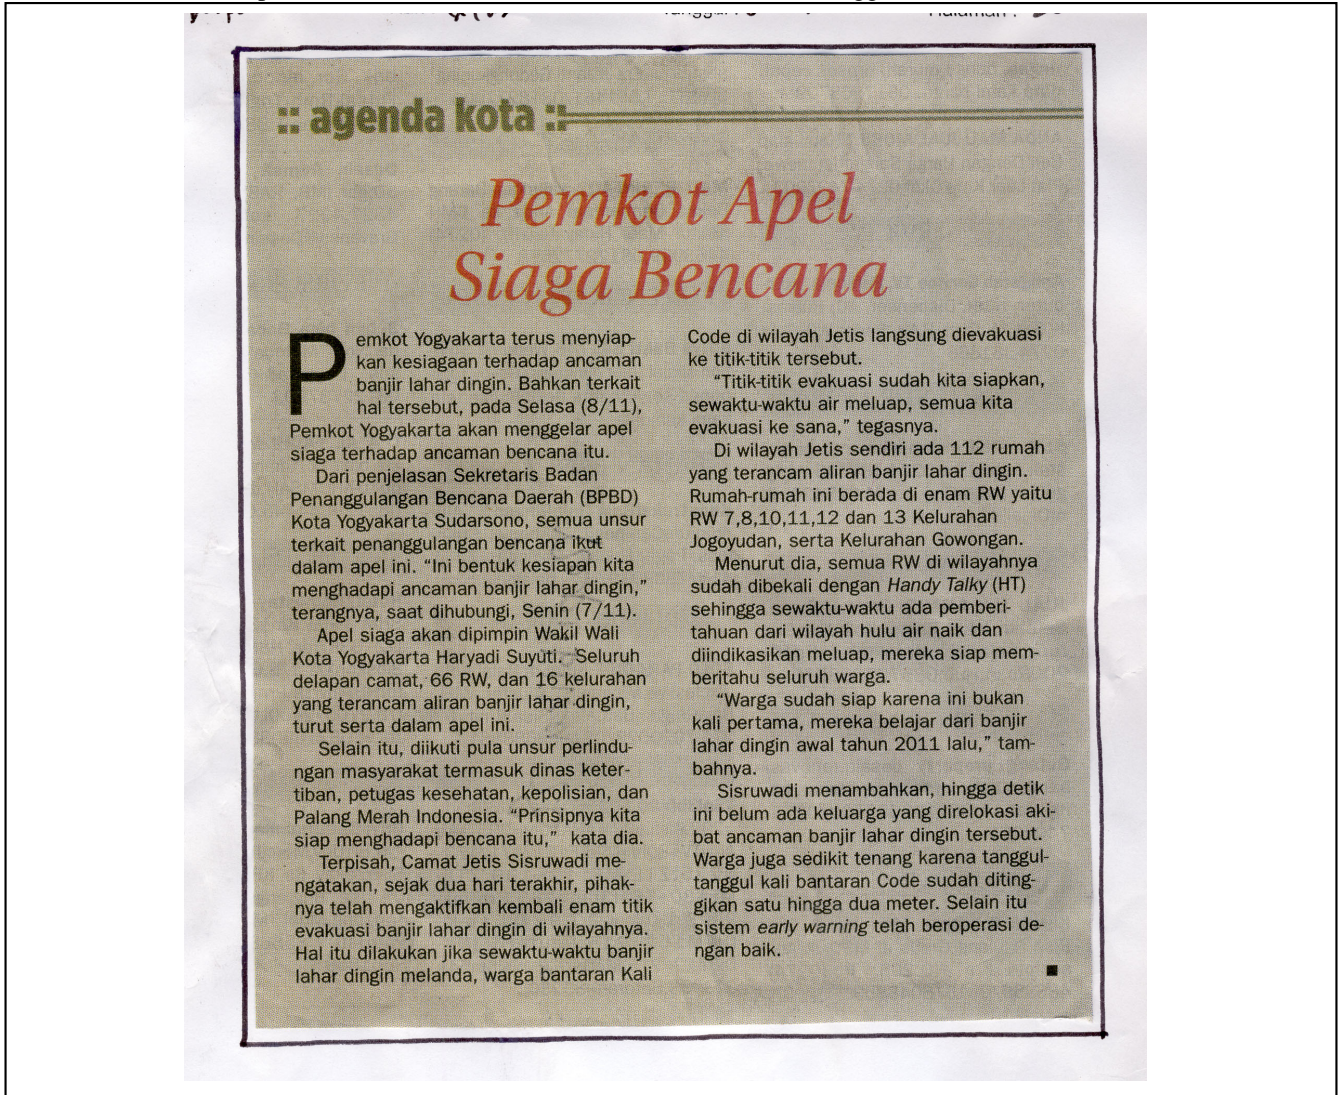 :: agenda kota ::
Pemkot Apel
Siaga Bencana
Pemkot Yogyakarta terus menyiap-
kan kesiagaan terhadap ancaman
banjir lahar dingin. Bahkan terkait
hal tersebut, pada Selasa (8/11),
Pemkot Yogyakarta akan menggelar apel
siaga terhadap ancaman bencana itu.
Dari penjelasan Sekretaris Badan
Penanggulangan Bencana Daerah (BPBD)
Kota Yogyakarta Sudarsono, semua unsur
terkait penanggulangan bencana ikut
dalam apel ini. “Ini bentuk kesiapan kita
menghadapi ancaman banjir lahar dingin,”
terangnya, saat dihubungi, Senin (7/11).
Apel siaga akan dipimpin Wakil Wali
Kota Yogyakarta Haryadi Suyuti. Seluruh
delapan camat, 66 RW, dan 16 kelurahan
yang terancam aliran banjir lahar dingin,
turut serta dalam apel ini.
Selain itu, diikuti pula unsur perlindu-
ngan masyarakat termasuk dinas keter-
tiban, petugas kesehatan, kepolisian, dan
Palang Merah Indonesia. “Prinsipnya kita
siap menghadapi bencana itu,” kata dia.
Terpisah, Camat Jetis Sisruwadi me-
ngatakan, sejak dua hari terakhir, pihak-
nya telah mengaktifkan kembali enam titik
evakuasi banjir lahar dingin di wilayahnya.
Hal itu dilakukan jika sewaktu-waktu banjir
lahar dingin melanda, warga bantaran Kali
Code di wilayah Jetis langsung dievakuasi
ke titik-titik tersebut.
“Titik-titik evakuasi sudah kita siapkan,
sewaktu-waktu air meluap, semua kita
evakuasi ke sana,” tegasnya.
Di wilayah Jetis sendiri ada 112 rumah
yang terancam aliran banjir lahar dingin.
Rumah-rumah ini berada di enam RW yaitu
RW 7,8,10,11,12 dan 13 Kelurahan
Jogoyudan, serta Kelurahan Gowongan.
Menurut dia, semua RW di wilayahnya
sudah dibekali dengan Handy Talky (HT)
sehingga sewaktu-waktu ada pemberi-
tahuan dari wilayah hulu air naik dan
diindikasikan meluap, mereka siap mem-
beritahu seluruh warga.
“Warga sudah siap karena ini bukan
kali pertama, mereka belajar dari banjir
lahar dingin awal tahun 2011 lalu,” tam-
bahnya.
Sisruwadi menambahkan, hingga detik
ini belum ada keluarga yang direlokasi aki-
bat ancaman banjir lahar dingin tersebut.
Warga juga sedikit tenang karena tanggul-
tanggul kali bantaran Code sudah diting-
gikan satu hingga dua meter. Selain itu
sistem early warning telah beroperasi de-
ngan baik.